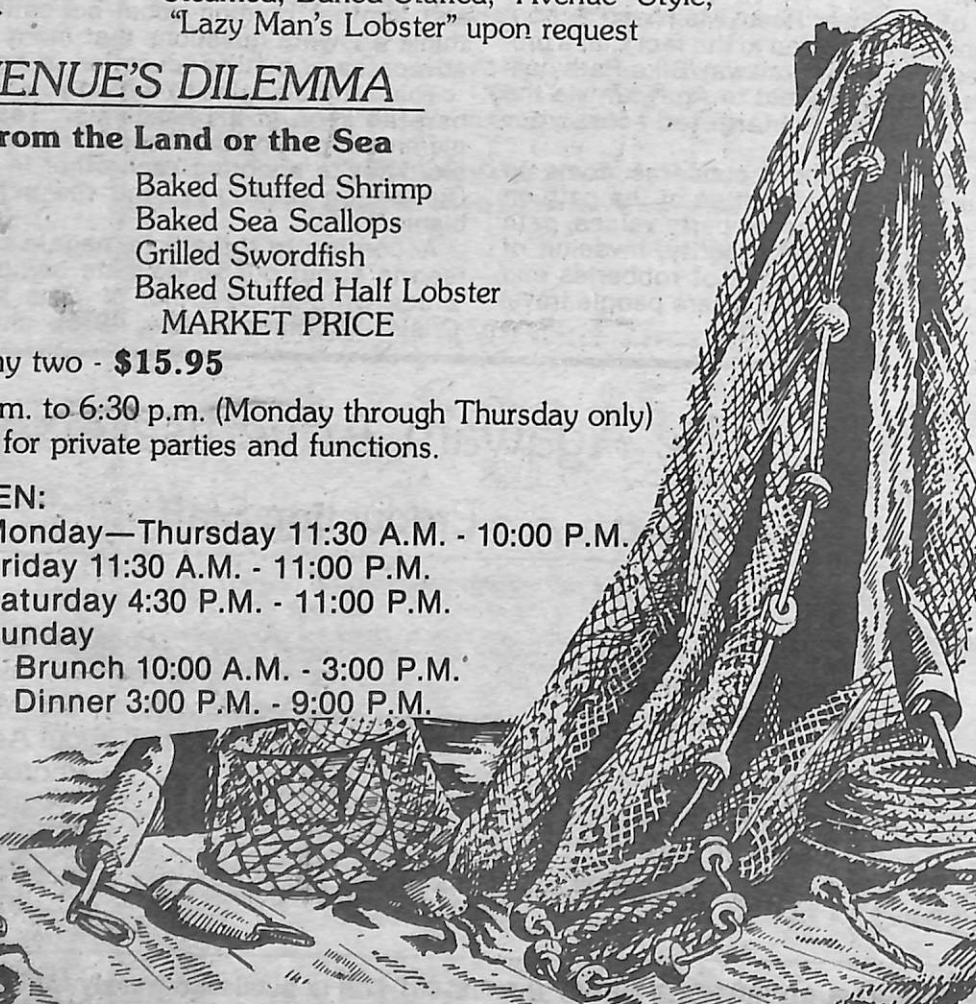 "Lazy Man's Lobster" upon request
ENUE'S DILEMMA
rom the Land or the Sea
Baked Stuffed Shrimp
Baked Sea Scallops
Grilled Swordfish
Baked Stuffed Half Lobster
MARKET PRICE
ny two - $15.95
m. to 6:30 p.m. (Monday through Thursday only)
for private parties and functions.
EN:
onday—Thursday 11:30 A.M. - 10:00 P.M.
riday 11:30 A.M. - 11:00 P.M.
aturday 4:30 P.M. - 11:00 P.M.
unday
Brunch 10:00 A.M. - 3:00 P.M.
Dinner 3:00 P.M. - 9:00 P.M.